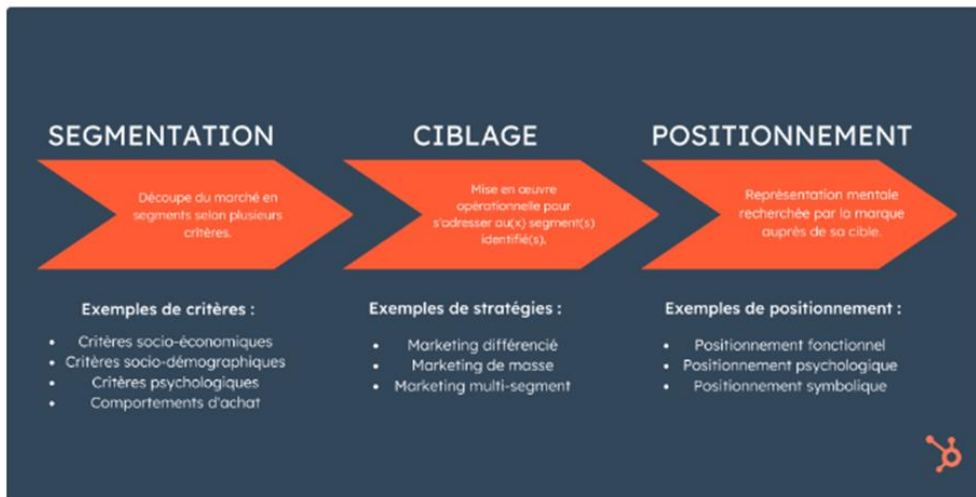 SEGMENTATION
Découpe du marché en
segments selon plusieurs
critères.
Exemples de critères :
• Critères socio-économiques
• Critères socio-démographiques
• Critères psychologiques
• Comportements d'achat
CIBLAGE
Mise en œuvre
opérationnelle pour
s'adresser au(x) segment(s)
identifié(s).
Exemples de stratégies :
• Marketing différencié
• Marketing de masse
• Marketing multi-segment
POSITIONNEMENT
Représentation mentale
recherchée par la marque
auprès de sa cible.
Exemples de positionnement :
• Positionnement fonctionnel
• Positionnement psychologique
• Positionnement symbolique